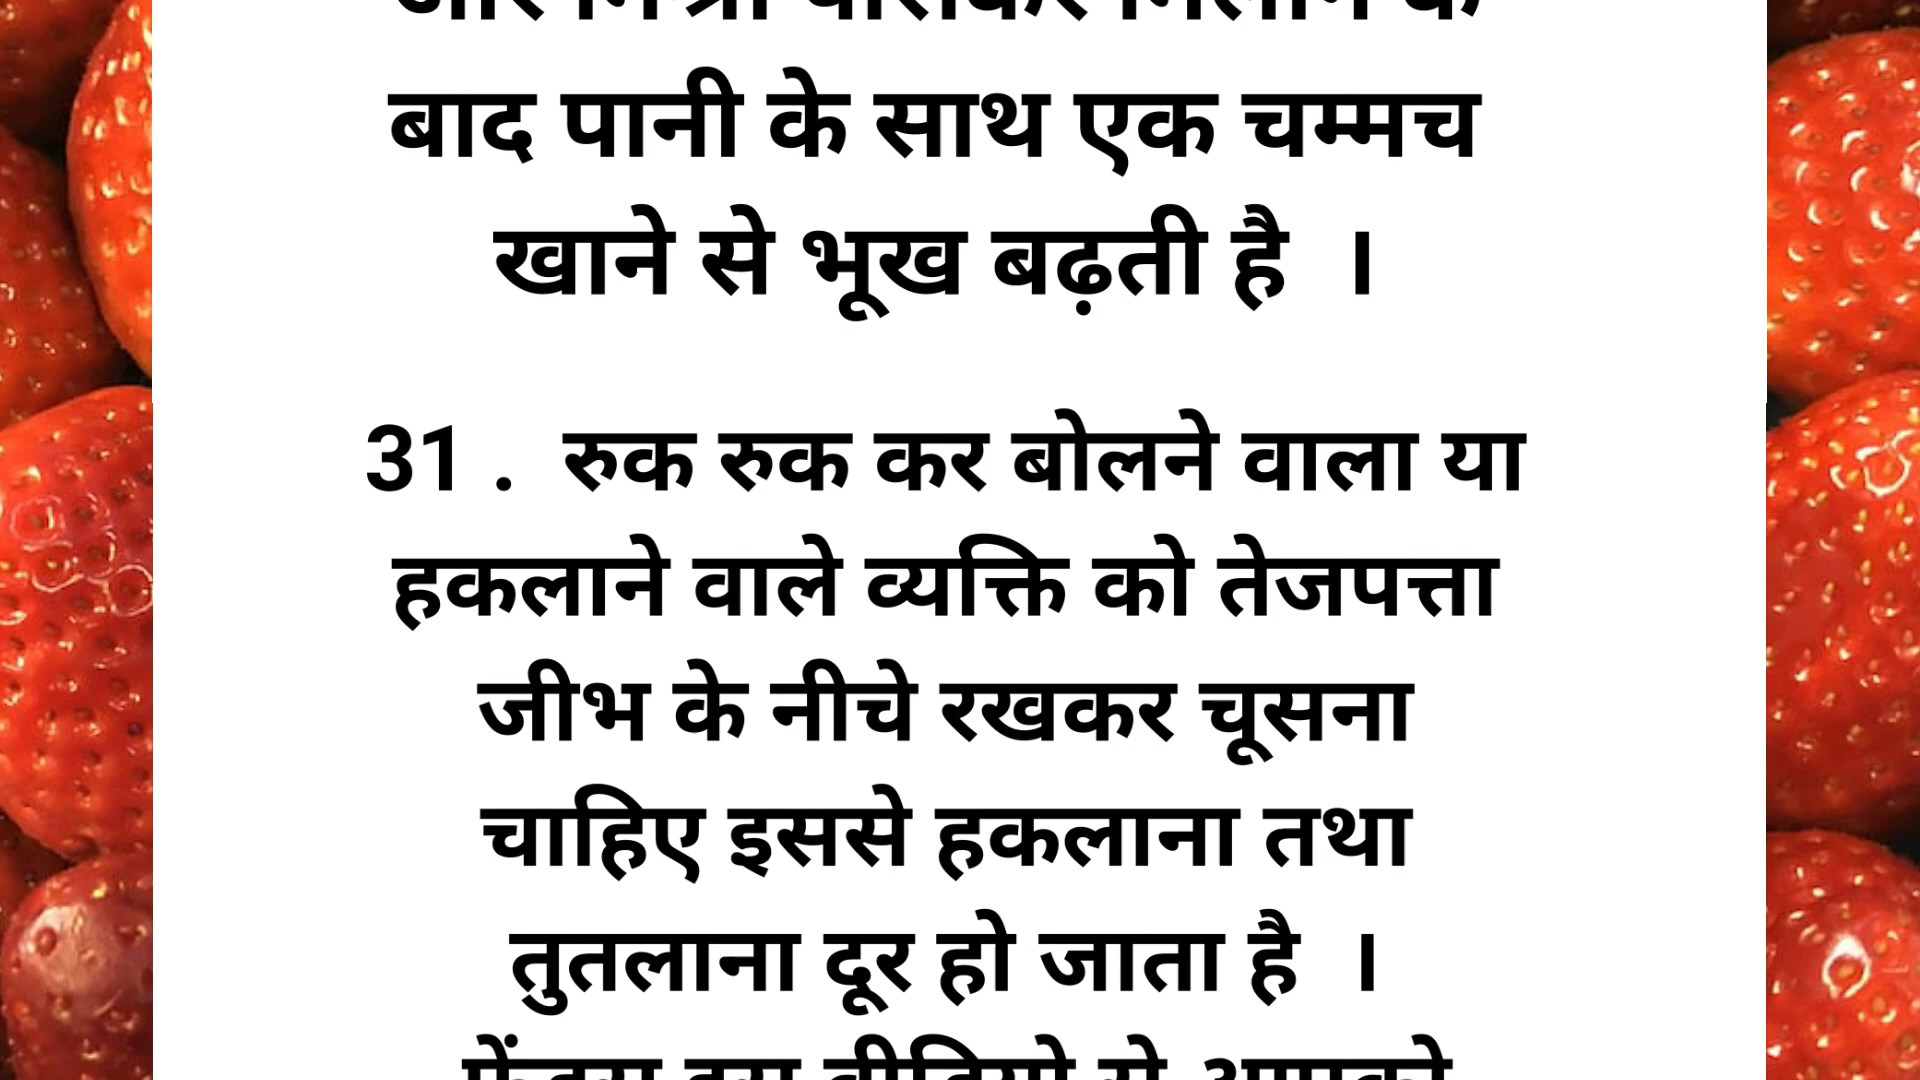 बाद पानी के साथ एक चम्मच
खाने से भूख बढ़ती है ।
31 . रुक रुक कर बोलने वाला या
हकलाने वाले व्यक्ति को तेजपत्ता
जीभ के नीचे रखकर चूसना
चाहिए इससे हकलाना तथा
तुतलाना दूर हो जाता है ।